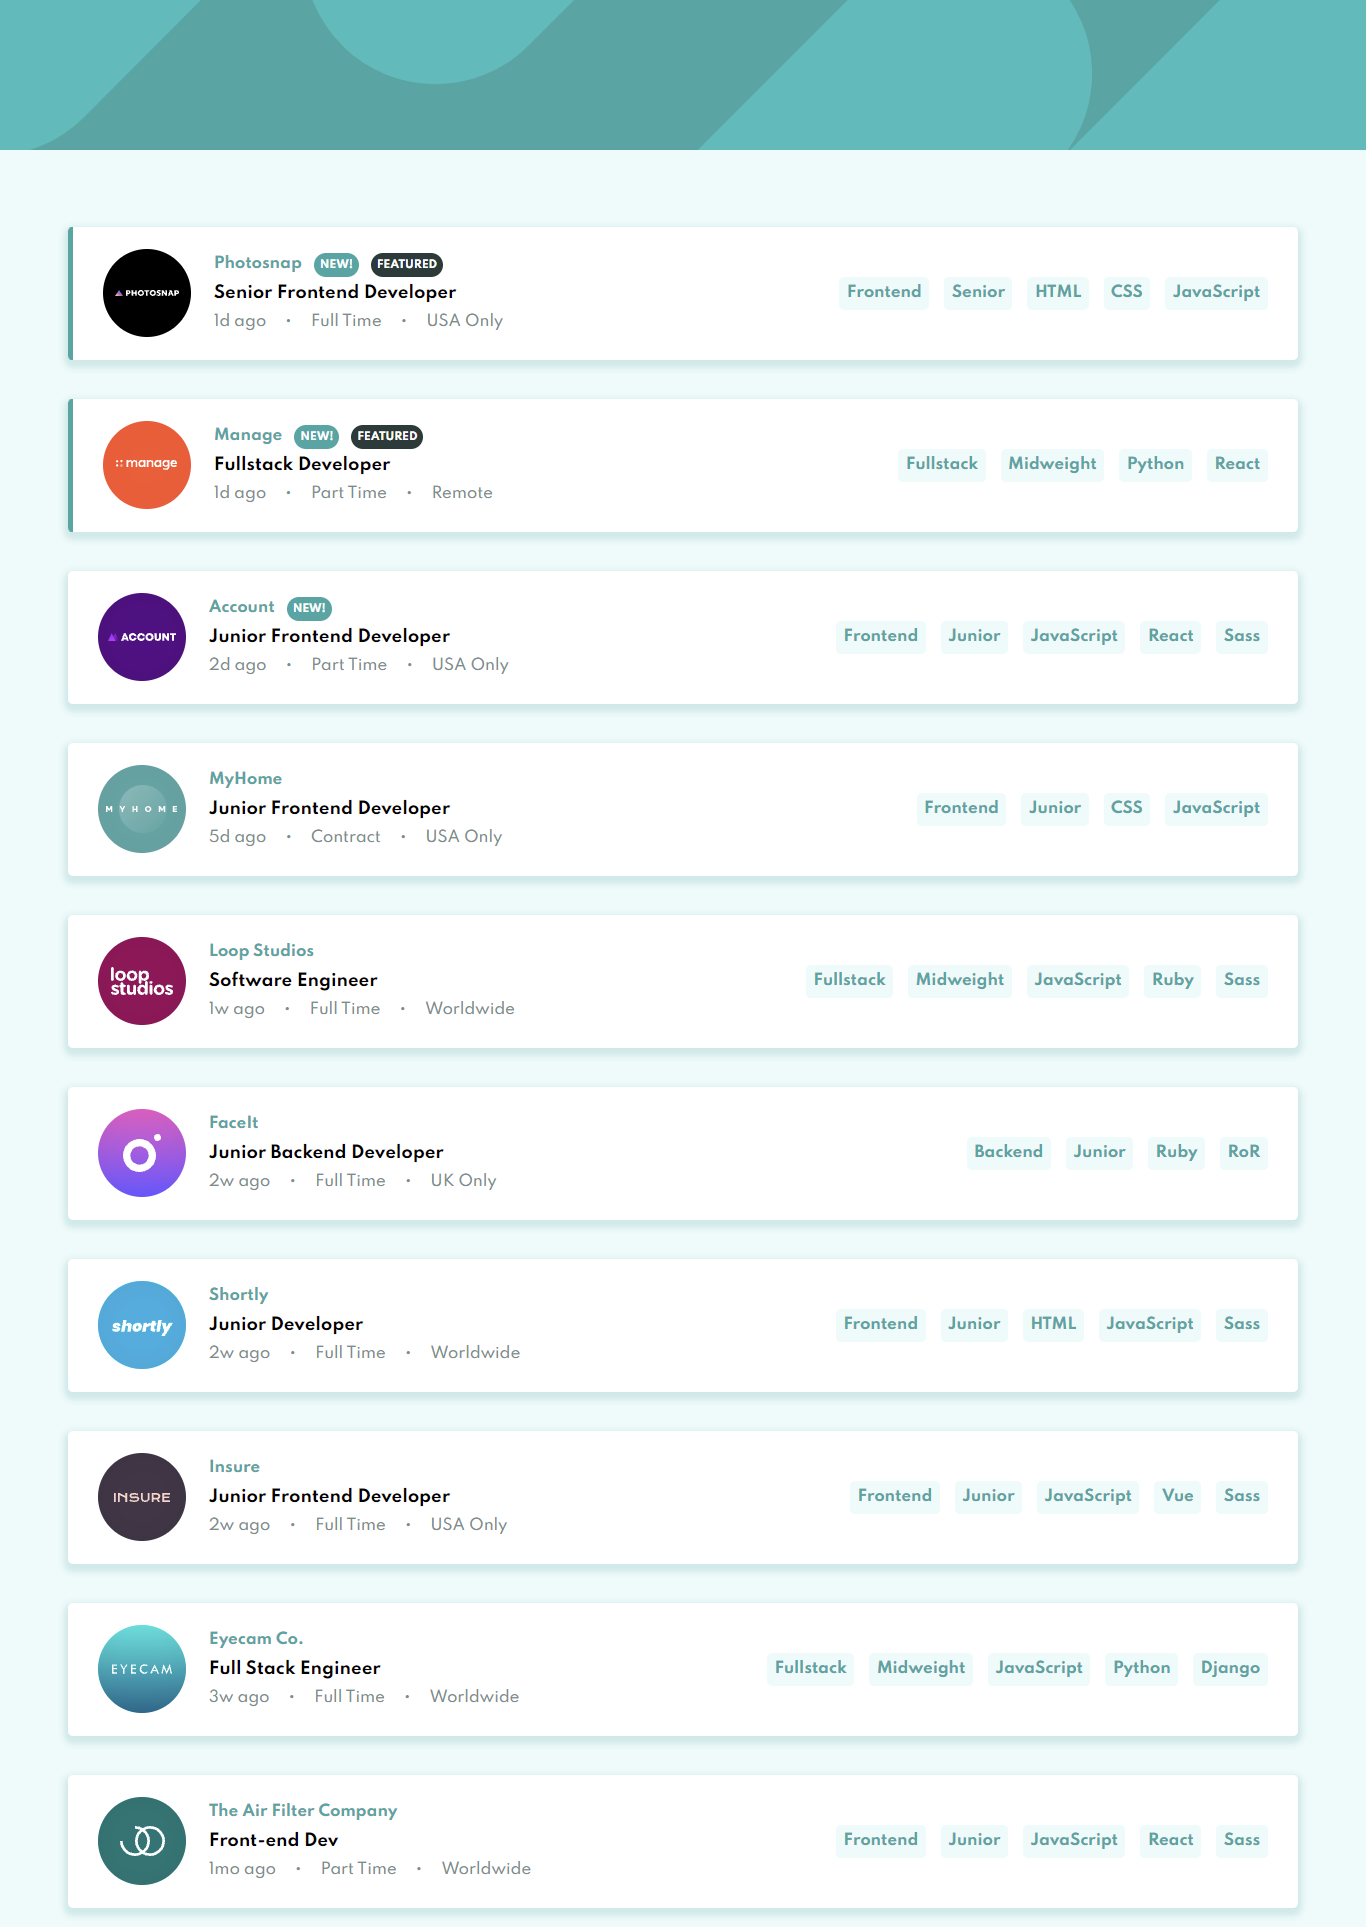 PHOTOSNAP
Photosnap NEW! FEATURED
Senior Frontend Developer
1d ago • Full Time • USA Only
Frontend Senior HTML CSS JavaScript
manage
Manage NEW! FEATURED
Fullstack Developer
1d ago • Part Time • Remote
Fullstack Midweight Python React
ACCOUNT
Account NEW!
Junior Frontend Developer
2d ago • Part Time • USA Only
Frontend Junior JavaScript React Sass
MYHOME
MyHome
Junior Frontend Developer
5d ago • Contract • USA Only
Frontend Junior CSS JavaScript
loop
studios
Loop Studios
Software Engineer
1w ago • Full Time • Worldwide
Fullstack Midweight JavaScript Ruby Sass
FaceIt
Junior Backend Developer
2w ago • Full Time • UK Only
Backend Junior Ruby RoR
shortly
Shortly
Junior Developer
2w ago • Full Time • Worldwide
Frontend Junior HTML JavaScript Sass
INSURE
Insure
Junior Frontend Developer
2w ago • Full Time • USA Only
Frontend Junior JavaScript Vue Sass
EYECAM
Eyecam Co.
Full Stack Engineer
3w ago • Full Time • Worldwide
Fullstack Midweight JavaScript Python Django
The Air Filter Company
Front-end Dev
1mo ago • Part Time • Worldwide
Frontend Junior JavaScript React Sass